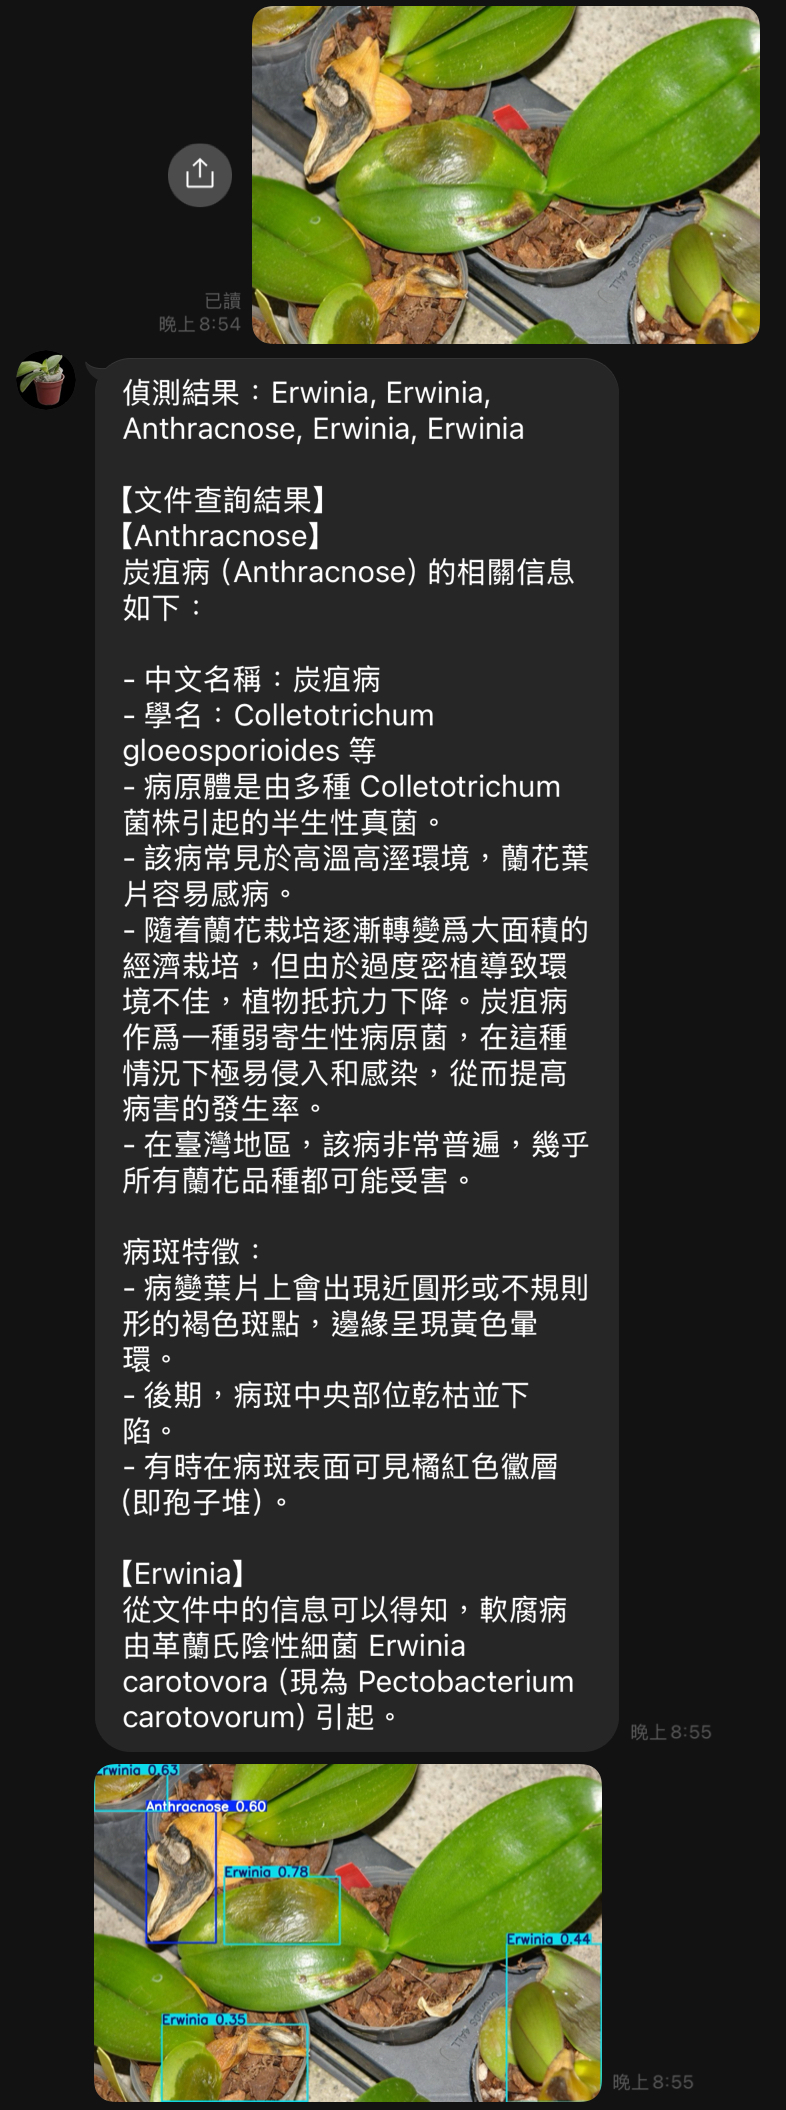 已讀
晚上 8:54
偵測結果：Erwinia, Erwinia,
Anthracnose, Erwinia, Erwinia
【文件查詢結果】
【Anthracnose】
炭疽病（Anthracnose）的相關信息
如下：
- 中文名稱：炭疽病
- 學名：Colletotrichum
gloeosporioides 等
- 病原體是由多種 Colletotrichum
菌株引起的半生性真菌。
- 該病常見於高溫高溼環境，蘭花葉
片容易感病。
- 隨着蘭花栽培逐漸轉變爲大面積的
經濟栽培，但由於過度密植導致環
境不佳，植物抵抗力下降。炭疽病
作爲一種弱寄生性病原菌，在這種
情況下極易侵入和感染，從而提高
病害的發生率。
- 在臺灣地區，該病非常普遍，幾乎
所有蘭花品種都可能受害。
病斑特徵：
- 病變葉片上會出現近圓形或不規則
形的褐色斑點，邊緣呈現黃色暈
環。
- 後期，病斑中央部位乾枯並下
陷。
- 有時在病斑表面可見橘紅色黴層
（即孢子堆）。
【Erwinia】
從文件中的信息可以得知，軟腐病
由革蘭氏陰性細菌 Erwinia
carotovora (現為 Pectobacterium
carotovorum) 引起。
晚上 8:55
Erwinia 0.63
Anthracnose 0.60
Erwinia 0.78
Erwinia 0.44
Erwinia 0.35
晚上 8:55